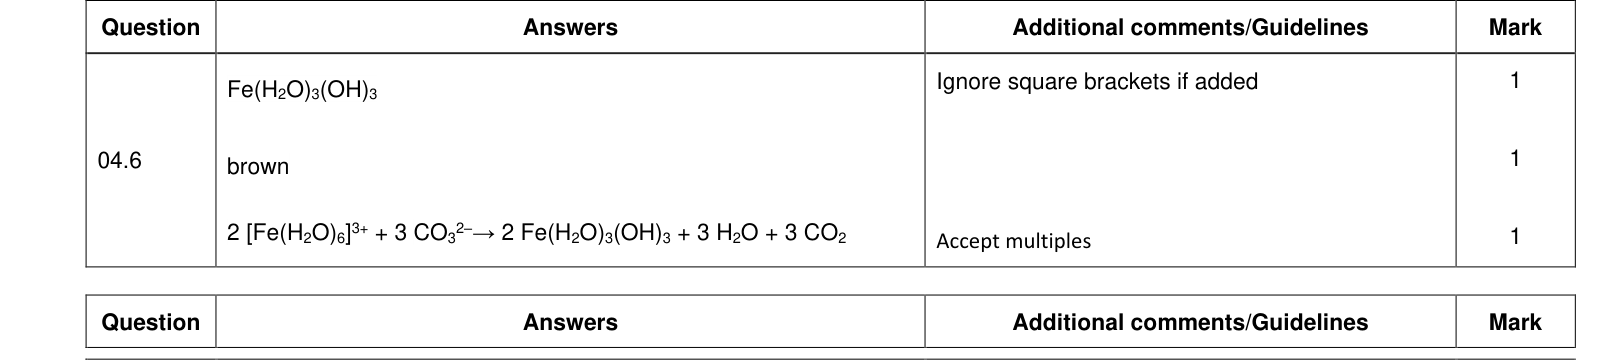 Question Answers Additional comments/Guidelines Mark
Fe(H₂O)₃(OH)₃ Ignore square brackets if added 1
04.6 brown 1
2 [Fe(H₂O)₆]³⁺ + 3 CO₃²⁻→ 2 Fe(H₂O)₃(OH)₃ + 3 H₂O + 3 CO₂ Accept multiples 1
Question Answers Additional comments/Guidelines Mark